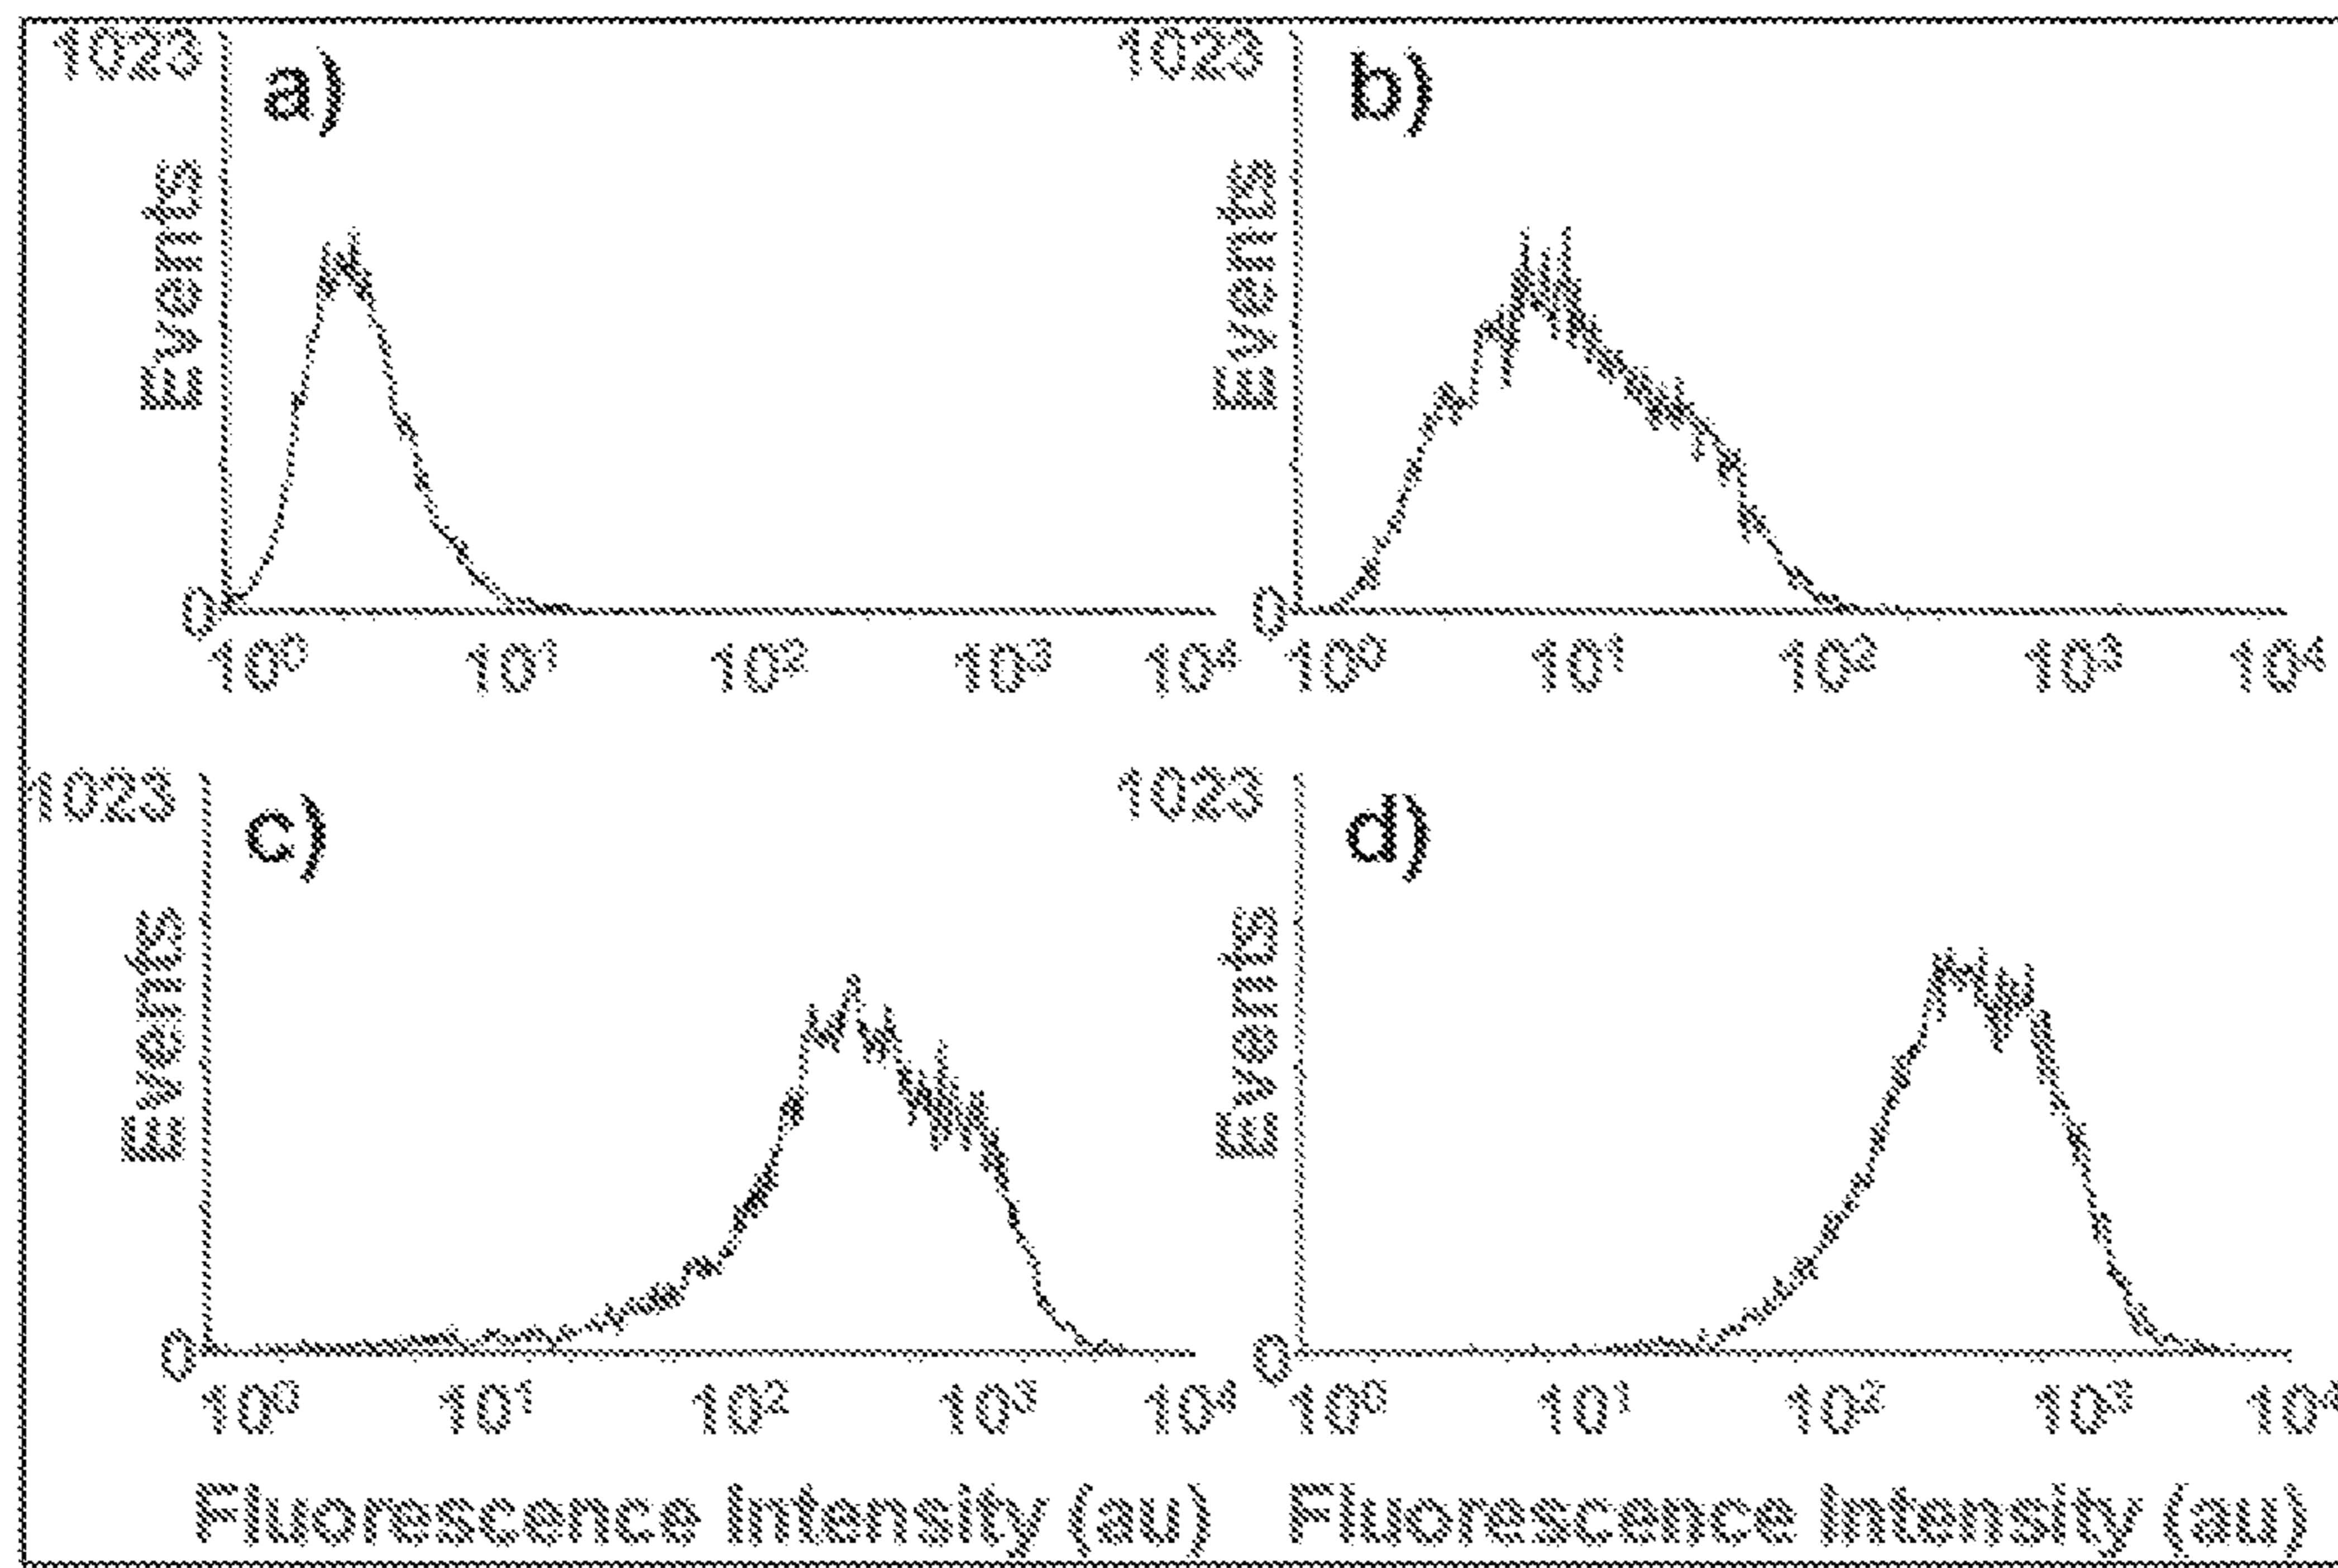 1023 a)
Events
0
10⁰ 10¹ 10² 10³ 10⁴
1023 b)
Events
0
10⁰ 10¹ 10² 10³ 10⁴
1023 c)
Events
0
10⁰ 10¹ 10² 10³ 10⁴
Fluorescence Intensity (au)
1023 d)
Events
0
10⁰ 10¹ 10² 10³ 10⁴
Fluorescence Intensity (au)